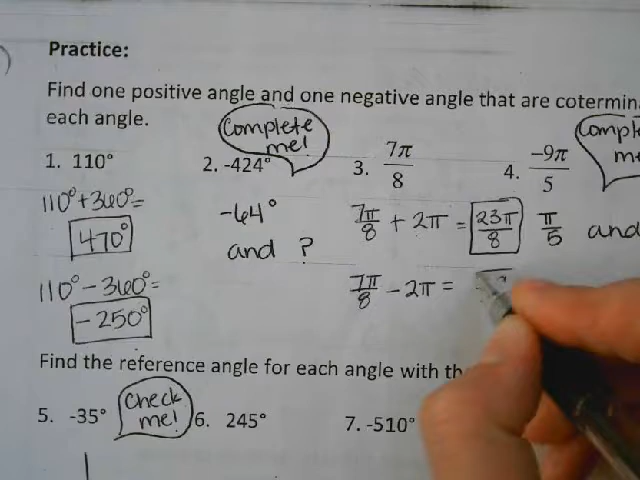 Practice:
Find one positive angle and one negative angle that are
each angle.
Complete
me!
1. 110°
2. -424°
3. 7π/8
4. -9π/5
me
110°+360°=
470°
-64°
and ?
7π/8 + 2π = 23π/8
π/5 and
110° - 360°=
-250°
7π/8 - 2π =
Find the reference angle for each angle with
5. -35°
Check
me!
6. 245°
7. -510°